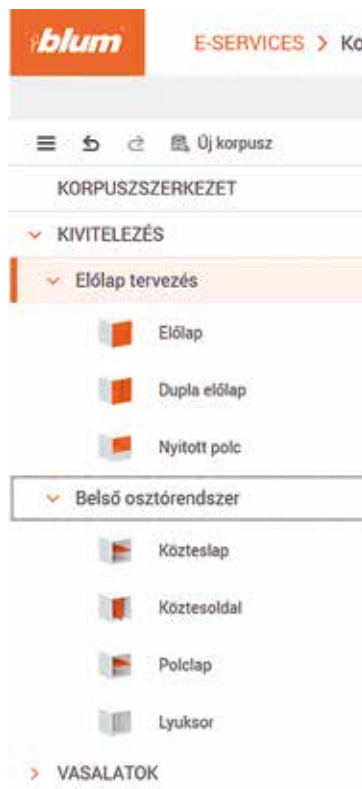 blum
E-SERVICES > Ko
Új korpusz
KORPUSZSZERKEZET
KIVITELEZÉS
Előlap tervezés
Előlap
Dupla előlap
Nyitott polc
Belső osztórendszer
Közteslap
Köztesoldal
Polclap
Lyuksor
VASALATOK